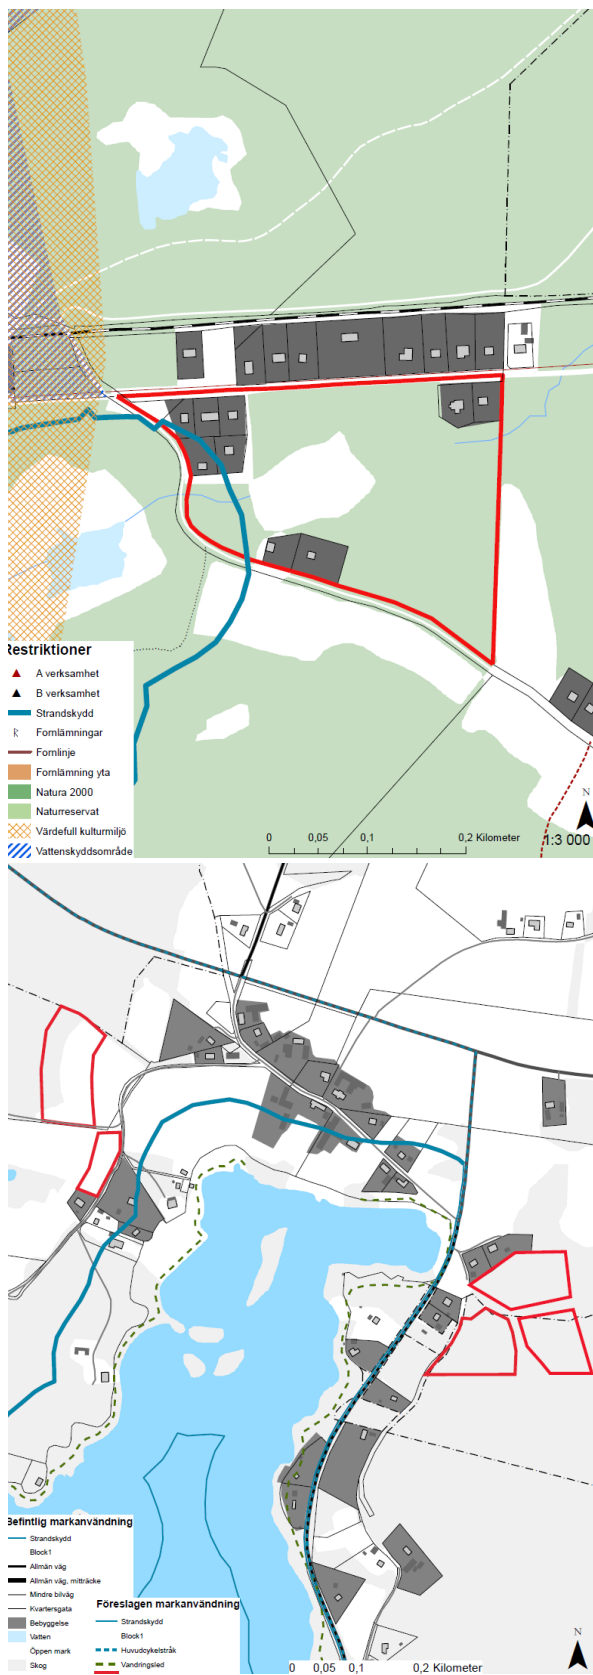 Restriktioner
A verksamhet
B verksamhet
Strandskydd
Fornlämningar
Fornlinje
Fornlämning yta
Natura 2000
Naturreservat
Värdefull kulturmiljö
Vattenskyddsområde
0 0,05 0,1 0,2 Kilometer
N
1:3 000
Befintlig markanvändning
Strandskydd
Block1
Allmän väg
Allmän väg, mitträcke
Mindre bilväg
Kvartersgata
Bebyggelse
Vatten
Öppen mark
Skog
Föreslagen markanvändning
Strandskydd
Block1
Huvudcykelstråk
Vandringsled
N
0 0,05 0,1 0,2 Kilometer